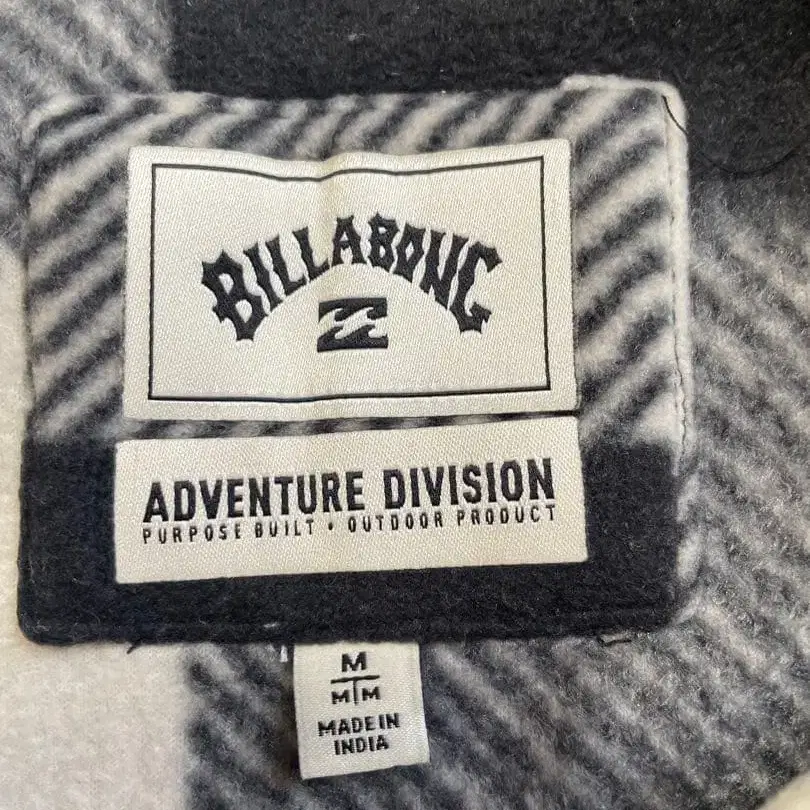 BILLABONG
ADVENTURE DIVISION
PURPOSE BUILT • OUTDOOR PRODUCT
M
M|M
MADE IN
INDIA